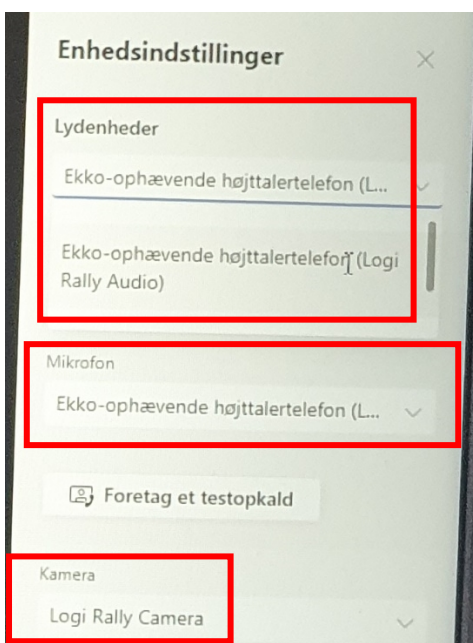 Enhedsindstillinger
Lydenheder
Ekko-ophævende højttalertelefon (L...
Ekko-ophævende højttalertelefon (Logi
Rally Audio)
Mikrofon
Ekko-ophævende højttalertelefon (L...
Foretag et testopkald
Kamera
Logi Rally Camera